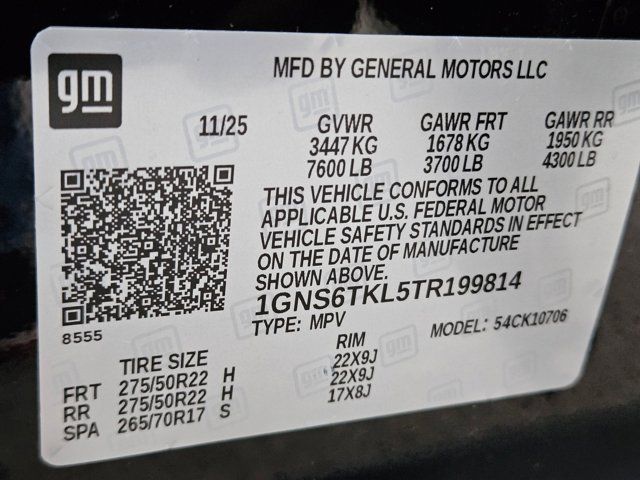 gm
MFD BY GENERAL MOTORS LLC
11/25 GVWR GAWR FRT GAWR RR
3447 KG 1678 KG 1950 KG
7600 LB 3700 LB 4300 LB
THIS VEHICLE CONFORMS TO ALL
APPLICABLE U.S. FEDERAL MOTOR
VEHICLE SAFETY STANDARDS IN EFFECT
ON THE DATE OF MANUFACTURE
SHOWN ABOVE.
1GNS6TKL5TR199814
8555
TYPE: MPV MODEL: 54CK10706
TIRE SIZE RIM
FRT 275/50R22 H 22X9J
RR 275/50R22 H 22X9J
SPA 265/70R17 S 17X8J